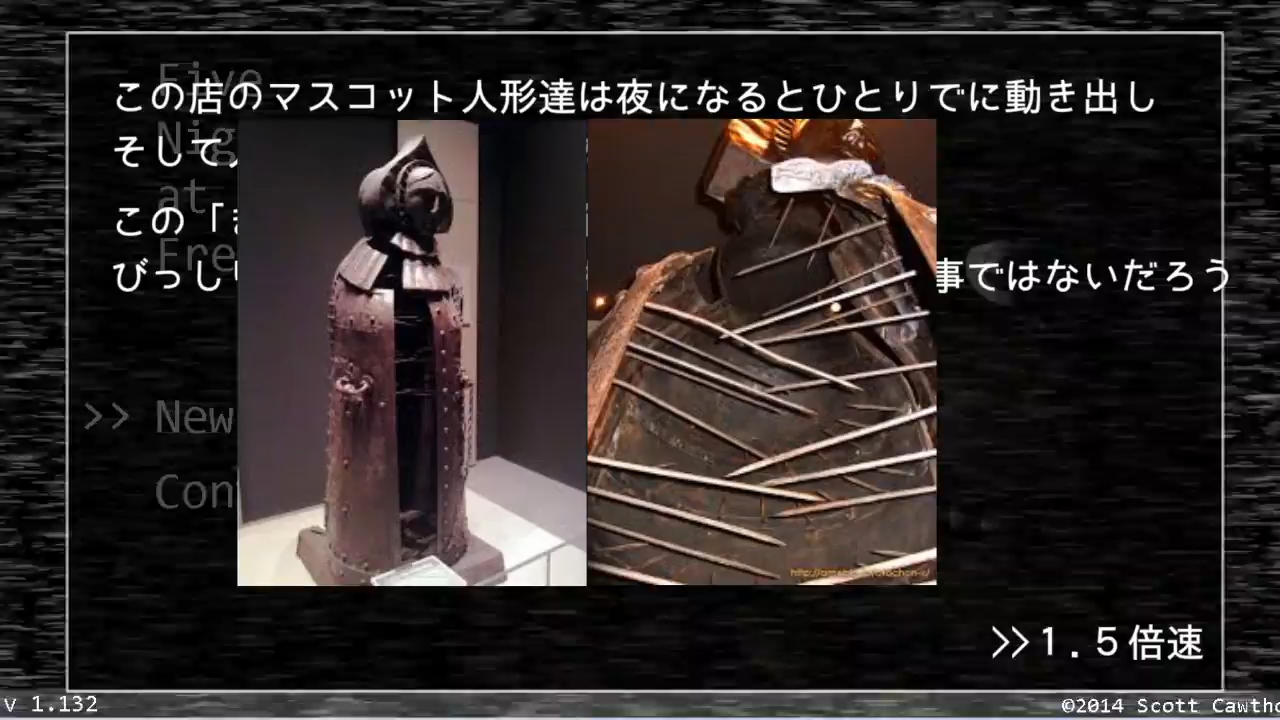 この店のマスコット人形達は夜になるとひとりでに動き出し
そして
この「
びっし
事ではないだろう
Five
Nig
at
Fre
>> New
Con
>>１.５倍速
v 1.132
©2014 Scott Cawtho